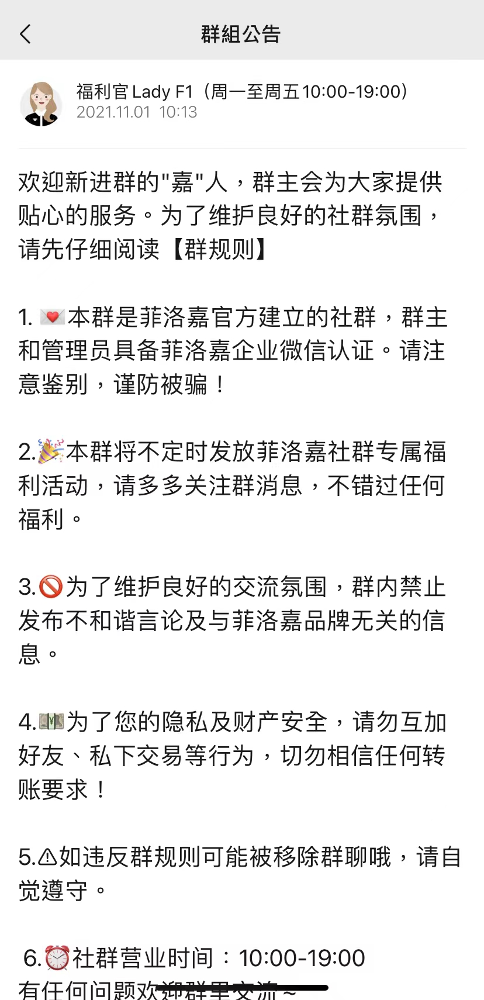 群組公告
福利官Lady F1（周一至周五10:00-19:00）
2021.11.01 10:13
欢迎新进群的"嘉"人，群主会为大家提供
贴心的服务。为了维护良好的社群氛围，
请先仔细阅读【群规则】
1. 💌本群是菲洛嘉官方建立的社群，群主
和管理员具备菲洛嘉企业微信认证。请注
意鉴别，谨防被骗！
2.🎉本群将不定时发放菲洛嘉社群专属福
利活动，请多多关注群消息，不错过任何
福利。
3.🚫为了维护良好的交流氛围，群内禁止
发布不和谐言论及与菲洛嘉品牌无关的信
息。
4.💴为了您的隐私及财产安全，请勿互加
好友、私下交易等行为，切勿相信任何转
账要求！
5.⚠如违反群规则可能被移除群聊哦，请自
觉遵守。
6.⏰社群营业时间：10:00-19:00
有任何问题欢迎群里交流~